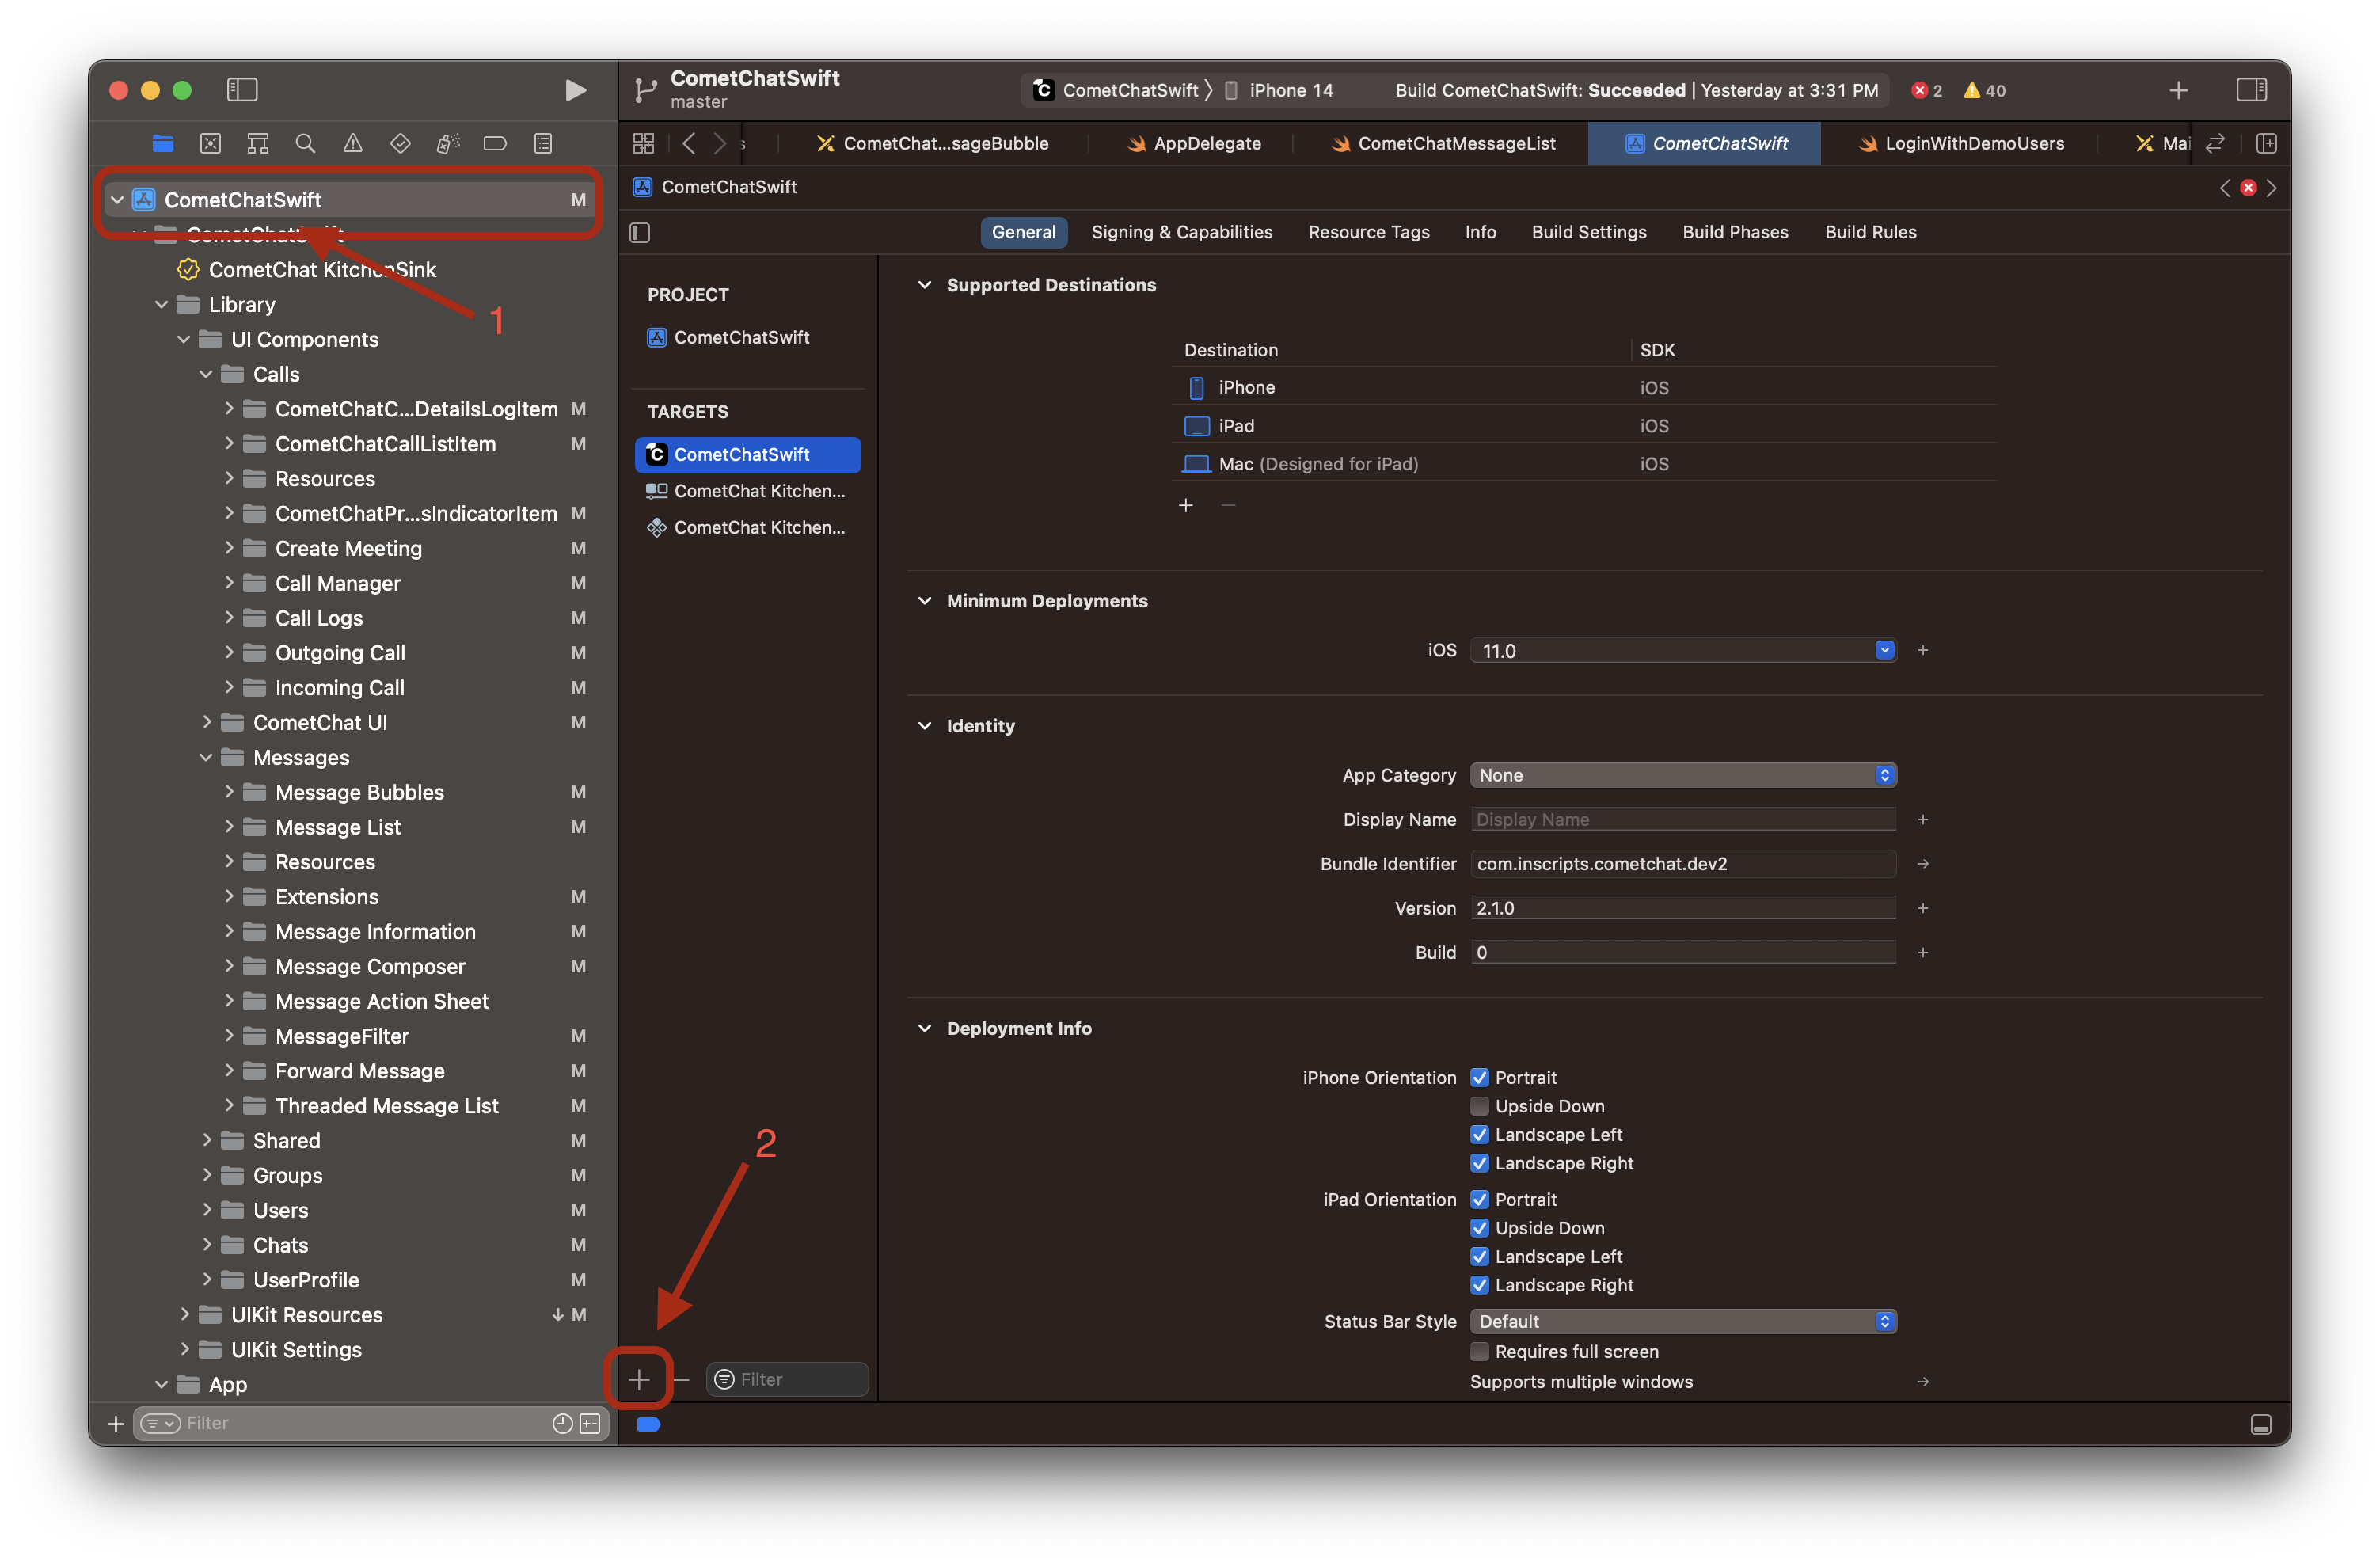 CometChatSwift
master
CometChatSwift
iPhone 14
Build CometChatSwift: Succeeded | Yesterday at 3:31 PM
2
40
CometChat...sageBubble
AppDelegate
CometChatMessageList
CometChatSwift
LoginWithDemoUsers
Mai
CometChatSwift M
CometChatSwift
CometChat KitchenSink
1
Library
UI Components
Calls
CometChatC...DetailsLogItem M
CometChatCallListItem M
Resources
CometChatPr...sIndicatorItem M
Create Meeting M
Call Manager M
Call Logs M
Outgoing Call M
Incoming Call M
CometChat UI M
Messages
Message Bubbles M
Message List M
Resources
Extensions M
Message Information M
Message Composer M
Message Action Sheet
MessageFilter M
Forward Message M
Threaded Message List M
Shared M
Groups M
Users M
Chats M
UserProfile M
UIKit Resources M
UIKit Settings
App
Filter
CometChatSwift
General
Signing & Capabilities
Resource Tags
Info
Build Settings
Build Phases
Build Rules
PROJECT
CometChatSwift
TARGETS
CometChatSwift
CometChat Kitchen...
CometChat Kitchen...
2
Filter
Supported Destinations
Destination SDK
iPhone iOS
iPad iOS
Mac (Designed for iPad) iOS
Minimum Deployments
iOS 11.0
Identity
App Category None
Display Name Display Name
Bundle Identifier com.inscripts.cometchat.dev2
Version 2.1.0
Build 0
Deployment Info
iPhone Orientation Portrait
Upside Down
Landscape Left
Landscape Right
iPad Orientation Portrait
Upside Down
Landscape Left
Landscape Right
Status Bar Style Default
Requires full screen
Supports multiple windows